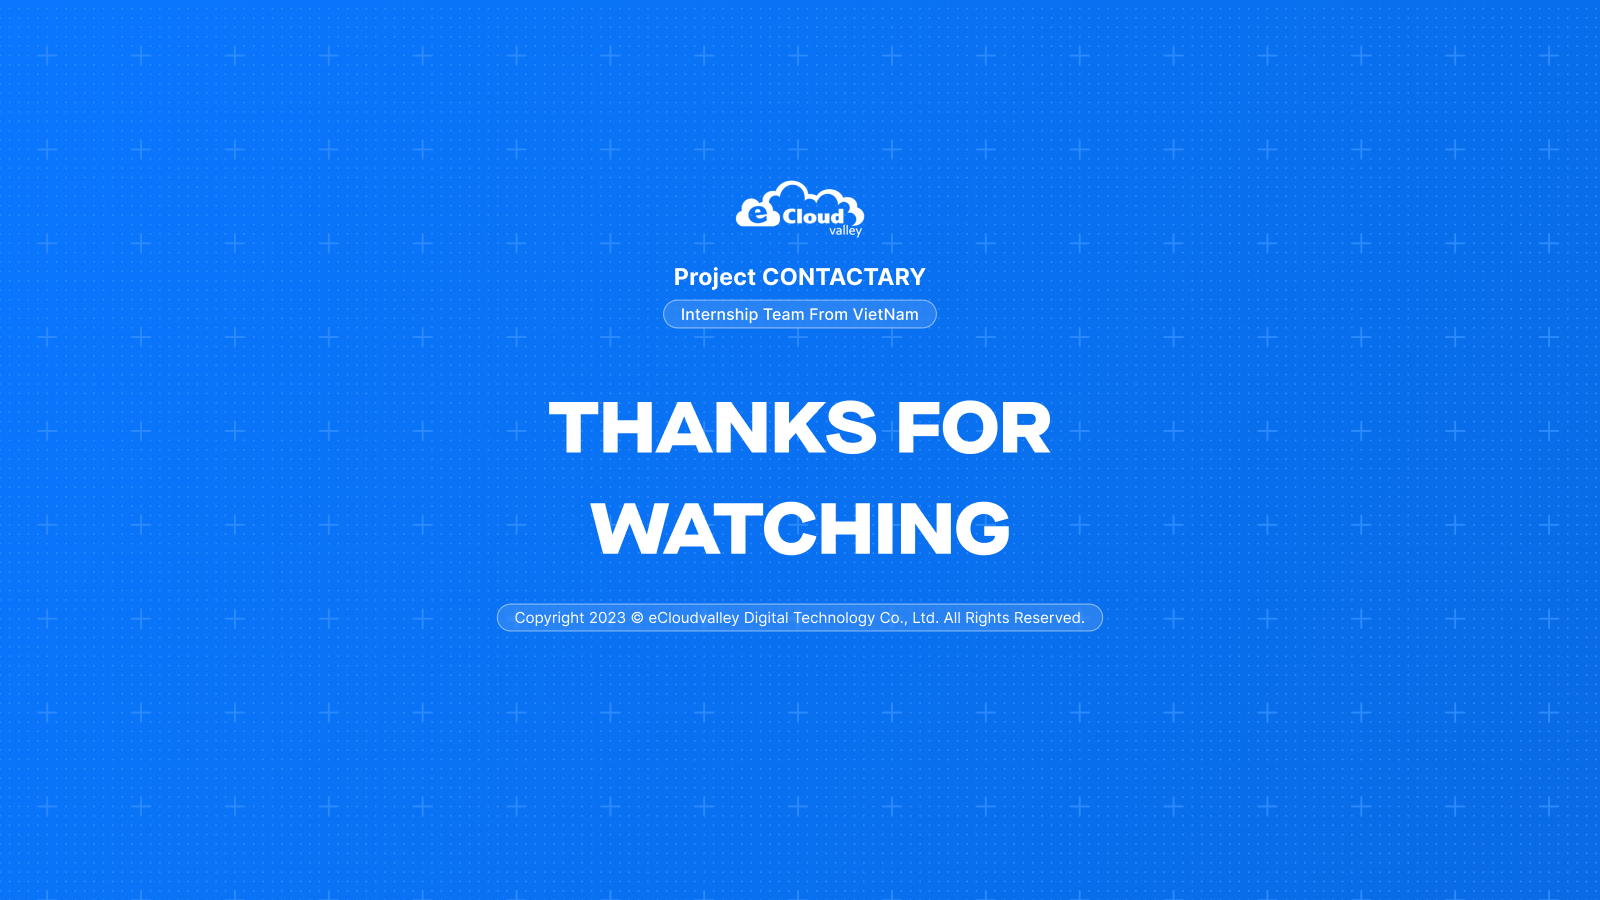 e Cloud
valley
Project CONTACTARY
Internship Team From VietNam
THANKS FOR
WATCHING
Copyright 2023 © eCloudvalley Digital Technology Co., Ltd. All Rights Reserved.